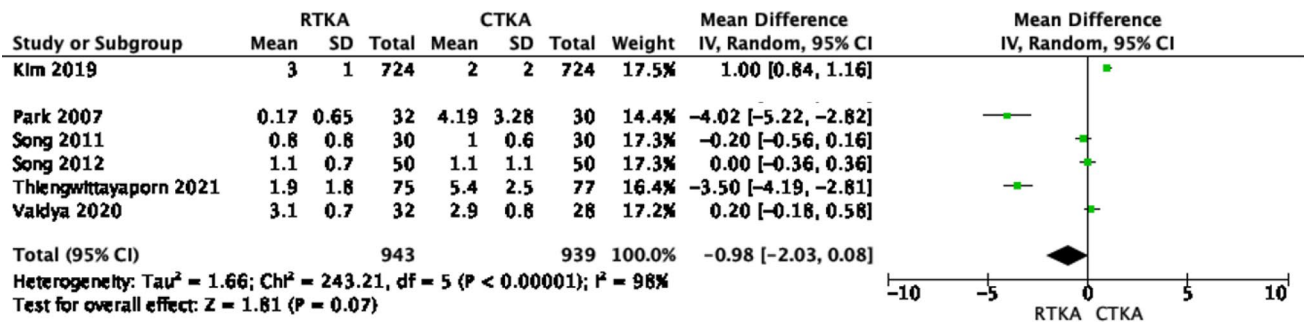 RTKA CTKA Mean Difference Mean Difference
Study or Subgroup Mean SD Total Mean SD Total Weight IV, Random, 95% CI IV, Random, 95% CI
Kim 2019 3 1 724 2 2 724 17.5% 1.00 [0.84, 1.16]
Park 2007 0.17 0.65 32 4.19 3.28 30 14.4% −4.02 [−5.22, −2.82]
Song 2011 0.8 0.8 30 1 0.6 30 17.3% −0.20 [−0.56, 0.16]
Song 2012 1.1 0.7 50 1.1 1.1 50 17.3% 0.00 [−0.36, 0.36]
Thiengwittayaporn 2021 1.9 1.8 75 5.4 2.5 77 16.4% −3.50 [−4.19, −2.81]
Vaidya 2020 3.1 0.7 32 2.9 0.8 28 17.2% 0.20 [−0.18, 0.58]
Total (95% CI) 943 939 100.0% −0.98 [−2.03, 0.08]
Heterogeneity: Tau² = 1.66; Chi² = 243.21, df = 5 (P < 0.00001); I² = 98%
Test for overall effect: Z = 1.81 (P = 0.07)
−10 −5 0 5 10
RTKA CTKA